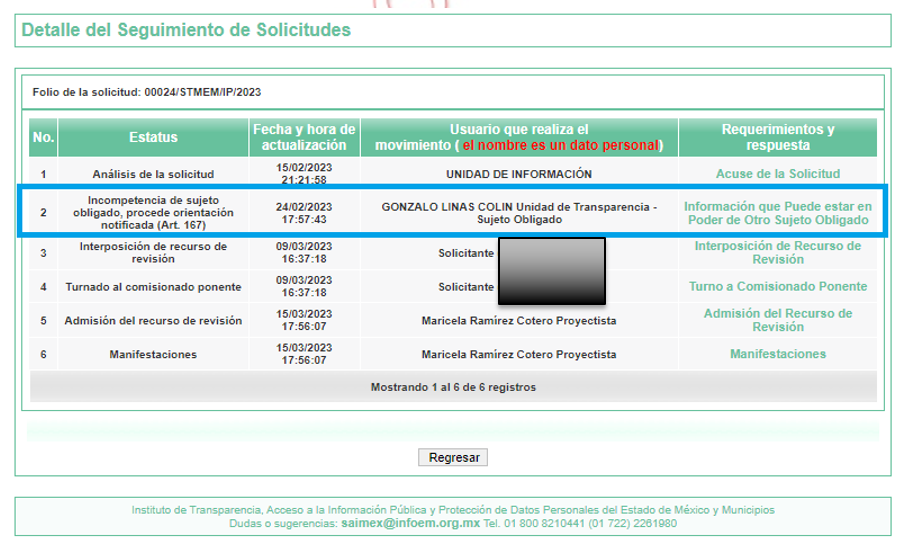 Detalle del Seguimiento de Solicitudes
Folio de la solicitud: 00024/STMEM/IP/2023
No. Estatus Fecha y hora de actualización Usuario que realiza el movimiento ( el nombre es un dato personal) Requerimientos y respuesta
1 Análisis de la solicitud 15/02/2023 21:21:58 UNIDAD DE INFORMACIÓN Acuse de la Solicitud
2 Incompetencia de sujeto obligado, procede orientación notificada (Art. 167) 24/02/2023 17:57:43 GONZALO LINAS COLIN Unidad de Transparencia - Sujeto Obligado Información que Puede estar en Poder de Otro Sujeto Obligado
3 Interposición de recurso de revisión 09/03/2023 16:37:18 Solicitante Interposición de Recurso de Revisión
4 Turnado al comisionado ponente 09/03/2023 16:37:18 Solicitante Turno a Comisionado Ponente
5 Admisión del recurso de revisión 15/03/2023 17:56:07 Maricela Ramírez Cotero Proyectista Admisión del Recurso de Revisión
6 Manifestaciones 15/03/2023 17:56:07 Maricela Ramírez Cotero Proyectista Manifestaciones
Mostrando 1 al 6 de 6 registros
Regresar
Instituto de Transparencia, Acceso a la Información Pública y Protección de Datos Personales del Estado de México y Municipios
Dudas o sugerencias: saimex@infoem.org.mx Tel. 01 800 8210441 (01 722) 2261980